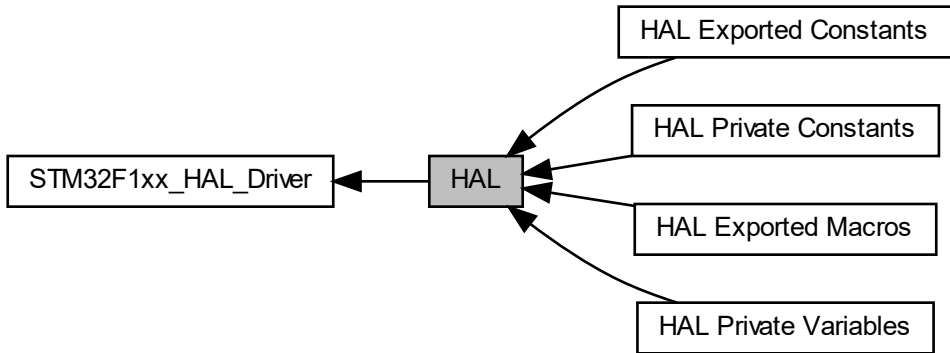 HAL Exported Constants
HAL Private Constants
STM32F1xx_HAL_Driver
HAL
HAL Exported Macros
HAL Private Variables